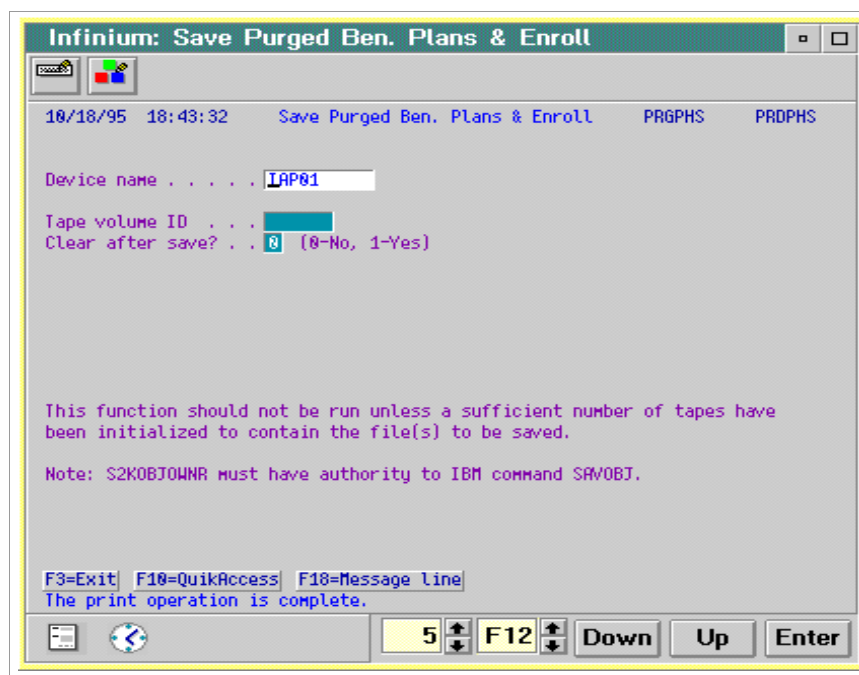 Infinium: Save Purged Ben. Plans & Enroll
10/18/95 18:43:32 Save Purged Ben. Plans & Enroll PRGPHS PRDPHS
Device name . . . . . TAP01
Tape volume ID . . .
Clear after save? . . 0 (0-No, 1-Yes)
This function should not be run unless a sufficient number of tapes have
been initialized to contain the file(s) to be saved.
Note: S2KOBJOWNR must have authority to IBM command SAVOBJ.
F3=Exit F10=QuikAccess F18=Message line
The print operation is complete.
5 F12 Down Up Enter